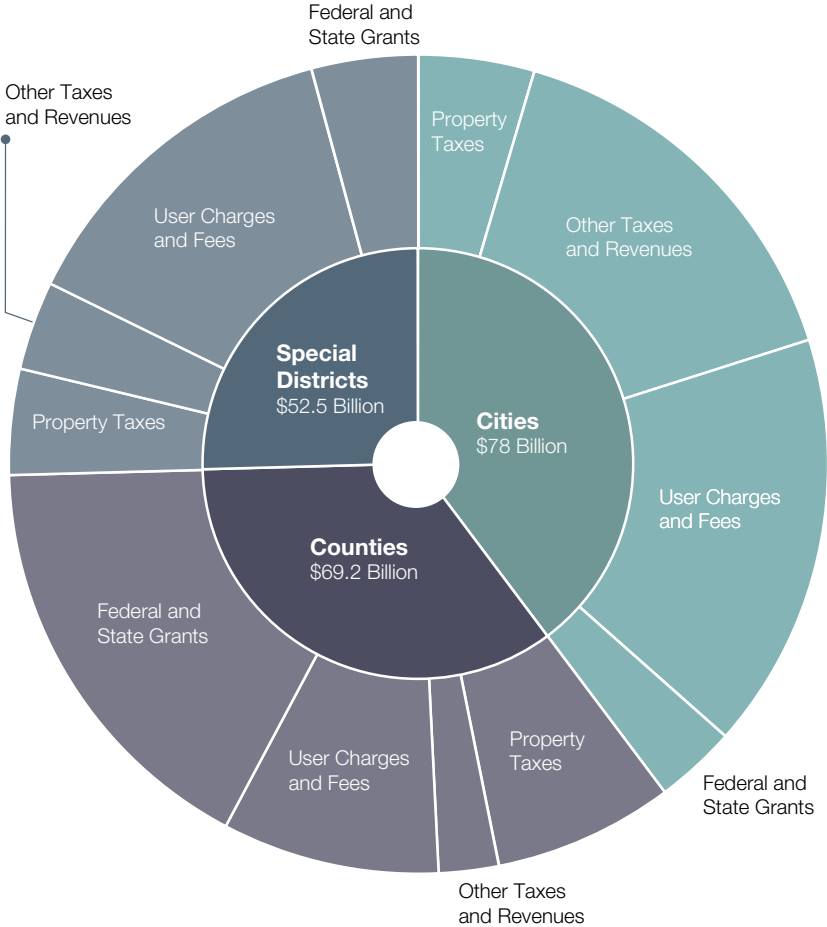 Federal and
State Grants
Other Taxes
and Revenues
Property
Taxes
User Charges
and Fees
Other Taxes
and Revenues
Special
Districts
$52.5 Billion
Cities
$78 Billion
Property Taxes
User Charges
and Fees
Counties
$69.2 Billion
Federal and
State Grants
User Charges
and Fees
Property
Taxes
Federal and
State Grants
Other Taxes
and Revenues